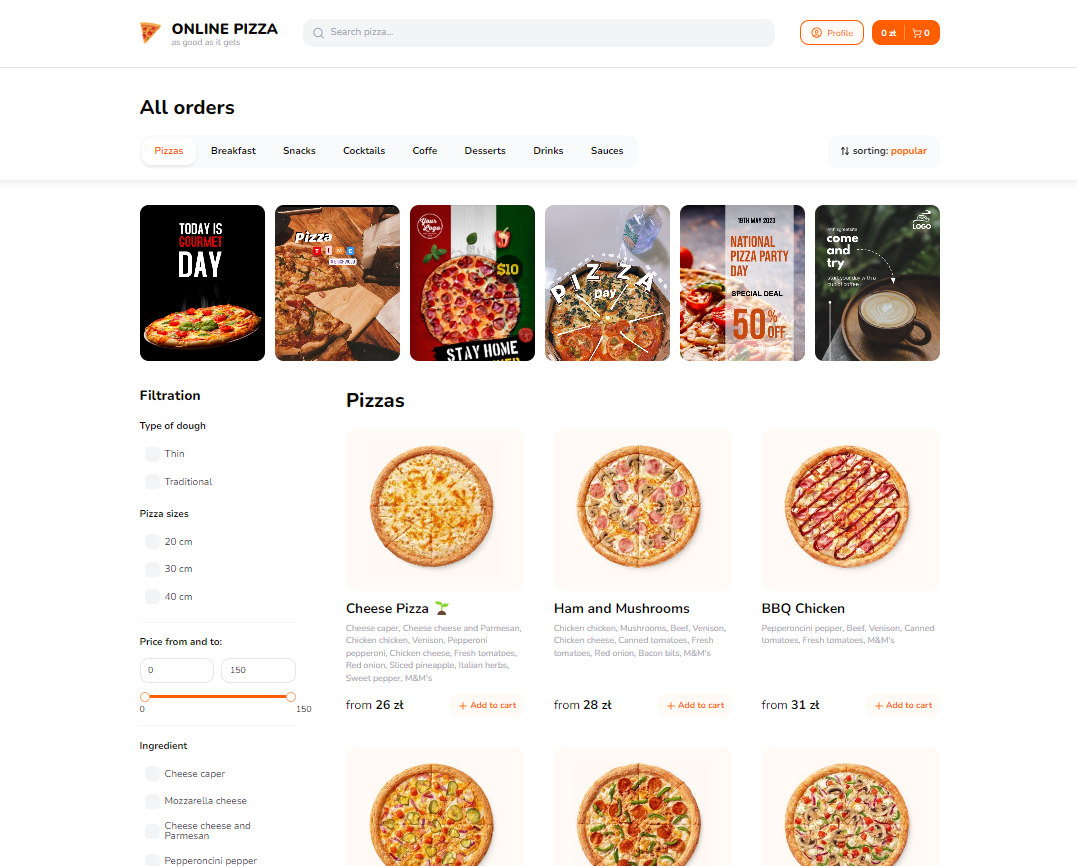 ONLINE PIZZA
as good as it gets
Search pizza...
Profile
0 zł
0
All orders
Pizzas
Breakfast
Snacks
Cocktails
Coffe
Desserts
Drinks
Sauces
sorting: popular
TODAY IS
GOURMET
DAY
Pizza
TIME
Your
Logo
$10
STAY HOME
PIZZA
pay
19TH MAY 2023
NATIONAL
PIZZA PARTY
DAY
SPECIAL DEAL
50% OFF
LOGO
come
and
try
start your day with a
cup of coffee
Filtration
Type of dough
Thin
Traditional
Pizza sizes
20 cm
30 cm
40 cm
Price from and to:
0
150
0
150
Ingredient
Cheese caper
Mozzarella cheese
Cheese cheese and
Parmesan
Pepperoncini pepper
Pizzas
Cheese Pizza 🌱
Cheese caper, Cheese cheese and Parmesan,
Chicken chicken, Venison, Pepperoni
pepperoni, Chicken cheese, Fresh tomatoes,
Red onion, Sliced pineapple, Italian herbs,
Sweet pepper, M&M's
from 26 zł
Add to cart
Ham and Mushrooms
Chicken chicken, Mushrooms, Beef, Venison,
Chicken cheese, Canned tomatoes, Fresh
tomatoes, Red onion, Bacon bits, M&M's
from 28 zł
Add to cart
BBQ Chicken
Pepperoncini pepper, Beef, Venison, Canned
tomatoes, Fresh tomatoes, M&M's
from 31 zł
Add to cart